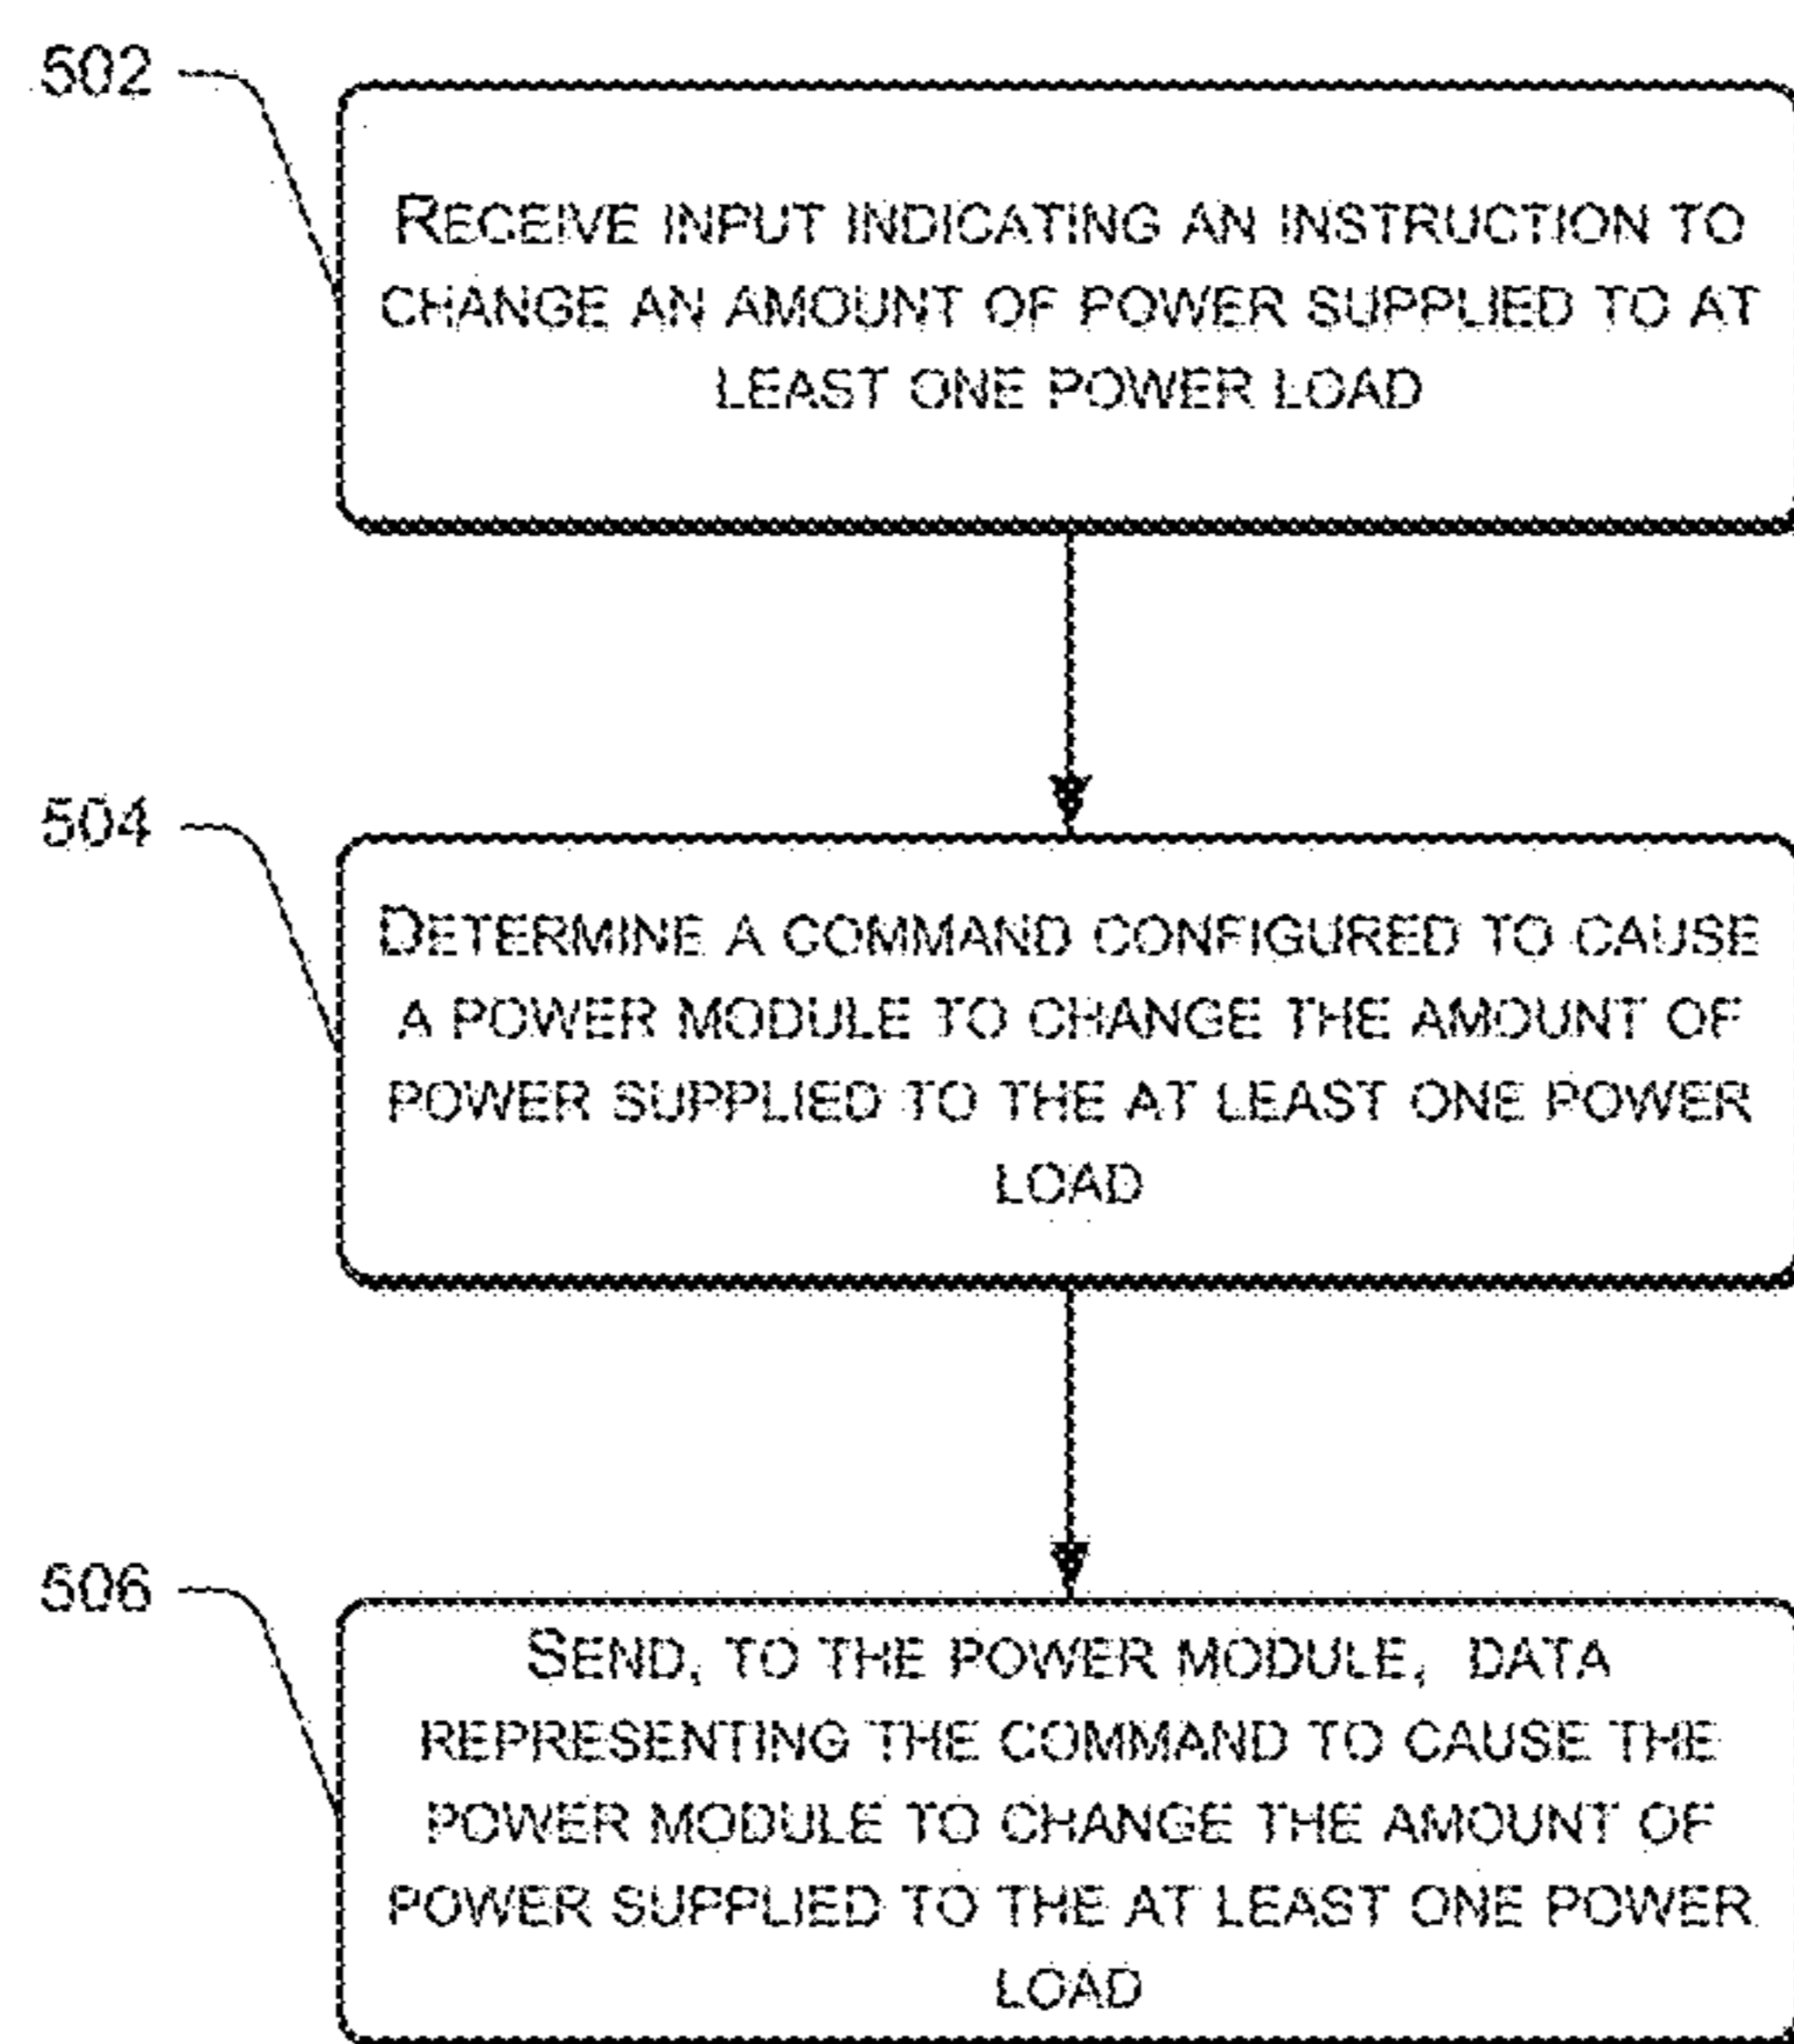 502
RECEIVE INPUT INDICATING AN INSTRUCTION TO
CHANGE AN AMOUNT OF POWER SUPPLIED TO AT
LEAST ONE POWER LOAD
504
DETERMINE A COMMAND CONFIGURED TO CAUSE
A POWER MODULE TO CHANGE THE AMOUNT OF
POWER SUPPLIED TO THE AT LEAST ONE POWER
LOAD
506
SEND, TO THE POWER MODULE, DATA
REPRESENTING THE COMMAND TO CAUSE THE
POWER MODULE TO CHANGE THE AMOUNT OF
POWER SUPPLIED TO THE AT LEAST ONE POWER
LOAD